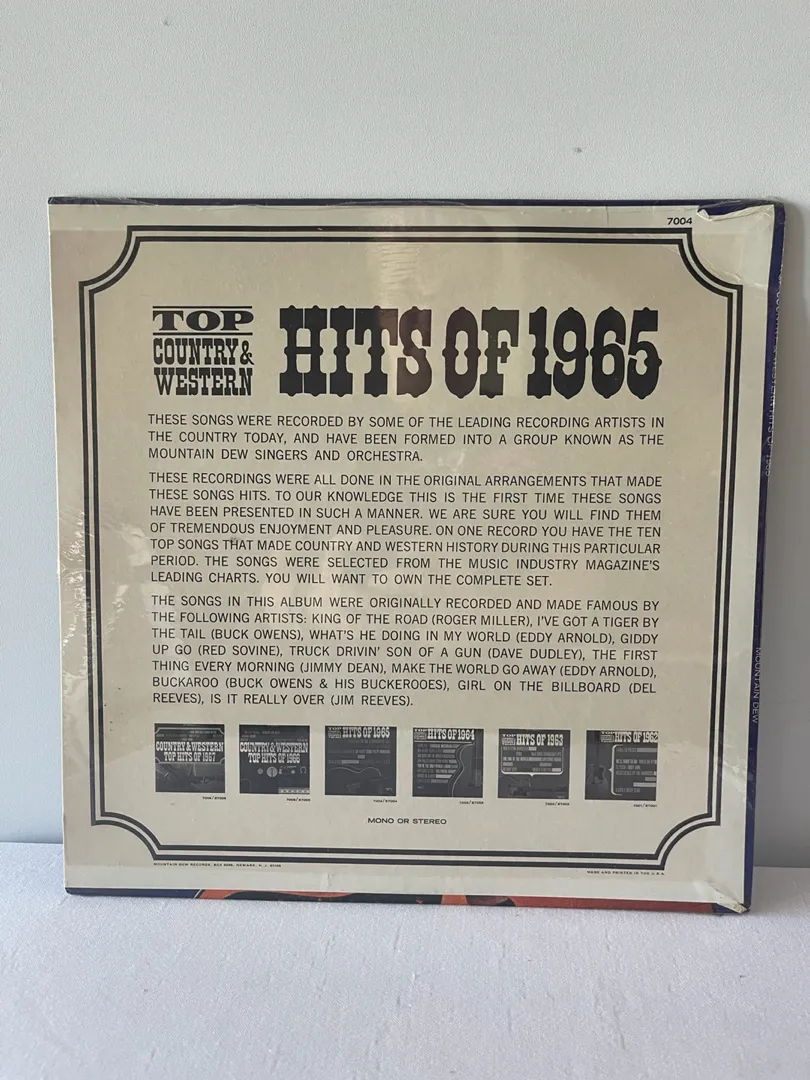 7004
TOP
COUNTRY &
WESTERN
HITS OF 1965
THESE SONGS WERE RECORDED BY SOME OF THE LEADING RECORDING ARTISTS IN
THE COUNTRY TODAY, AND HAVE BEEN FORMED INTO A GROUP KNOWN AS THE
MOUNTAIN DEW SINGERS AND ORCHESTRA.
THESE RECORDINGS WERE ALL DONE IN THE ORIGINAL ARRANGEMENTS THAT MADE
THESE SONGS HITS. TO OUR KNOWLEDGE THIS IS THE FIRST TIME THESE SONGS
HAVE BEEN PRESENTED IN SUCH A MANNER. WE ARE SURE YOU WILL FIND THEM
OF TREMENDOUS ENJOYMENT AND PLEASURE. ON ONE RECORD YOU HAVE THE TEN
TOP SONGS THAT MADE COUNTRY AND WESTERN HISTORY DURING THIS PARTICULAR
PERIOD. THE SONGS WERE SELECTED FROM THE MUSIC INDUSTRY MAGAZINE'S
LEADING CHARTS. YOU WILL WANT TO OWN THE COMPLETE SET.
THE SONGS IN THIS ALBUM WERE ORIGINALLY RECORDED AND MADE FAMOUS BY
THE FOLLOWING ARTISTS: KING OF THE ROAD (ROGER MILLER), I'VE GOT A TIGER BY
THE TAIL (BUCK OWENS), WHAT'S HE DOING IN MY WORLD (EDDY ARNOLD), GIDDY
UP GO (RED SOVINE), TRUCK DRIVIN' SON OF A GUN (DAVE DUDLEY), THE FIRST
THING EVERY MORNING (JIMMY DEAN), MAKE THE WORLD GO AWAY (EDDY ARNOLD),
BUCKAROO (BUCK OWENS & HIS BUCKEROOES), GIRL ON THE BILLBOARD (DEL
REEVES), IS IT REALLY OVER (JIM REEVES).
COUNTRY & WESTERN
TOP HITS OF 1967
COUNTRY & WESTERN
TOP HITS OF 1966
HITS OF 1965
HITS OF 1964
HITS OF 1963
HITS OF 1962
MONO OR STEREO
MOUNTAIN DEW RECORDS, BOX 2096, NEWARK, N. J.
MADE AND PRINTED IN THE U.S.A.
MOUNTAIN DEW